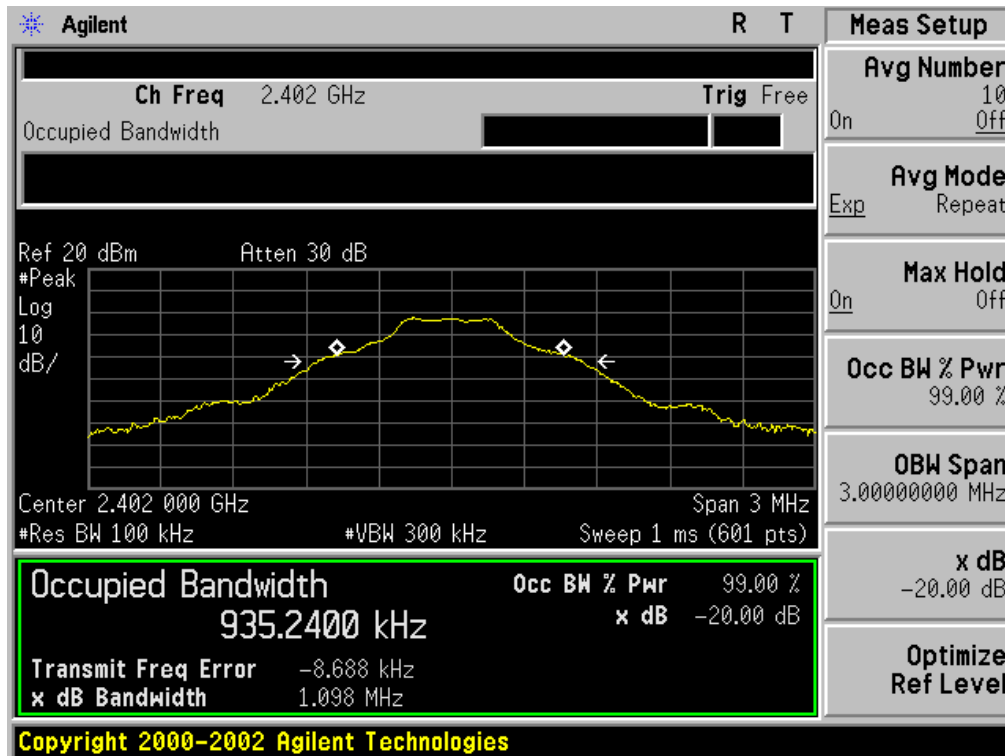 Agilent R T
Ch Freq 2.402 GHz Trig Free
Occupied Bandwidth
Ref 20 dBm Atten 30 dB
#Peak
Log
10
dB/
Center 2.402 000 GHz Span 3 MHz
#Res BW 100 kHz #VBW 300 kHz Sweep 1 ms (601 pts)
Occupied Bandwidth
935.2400 kHz
Occ BW % Pwr 99.00 %
x dB -20.00 dB
Transmit Freq Error -8.688 kHz
x dB Bandwidth 1.098 MHz
Copyright 2000-2002 Agilent Technologies
Meas Setup
Avg Number
10
On Off
Avg Mode
Exp Repeat
Max Hold
On Off
Occ BW % Pwr
99.00 %
OBW Span
3.00000000 MHz
x dB
-20.00 dB
Optimize
Ref Level